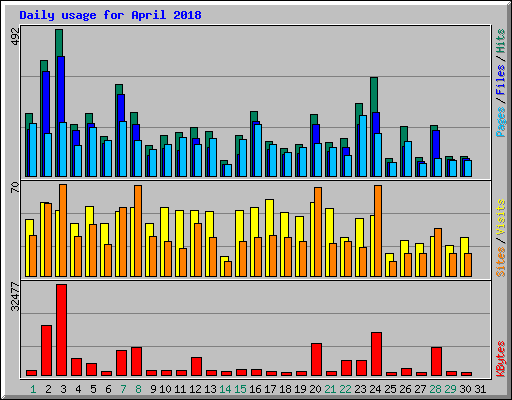 Daily usage for April 2018
492
70
32477
Pages / Files / Hits
Sites / Visits
KBytes
1 2 3 4 5 6 7 8 9 10 11 12 13 14 15 16 17 18 19 20 21 22 23 24 25 26 27 28 29 30 31